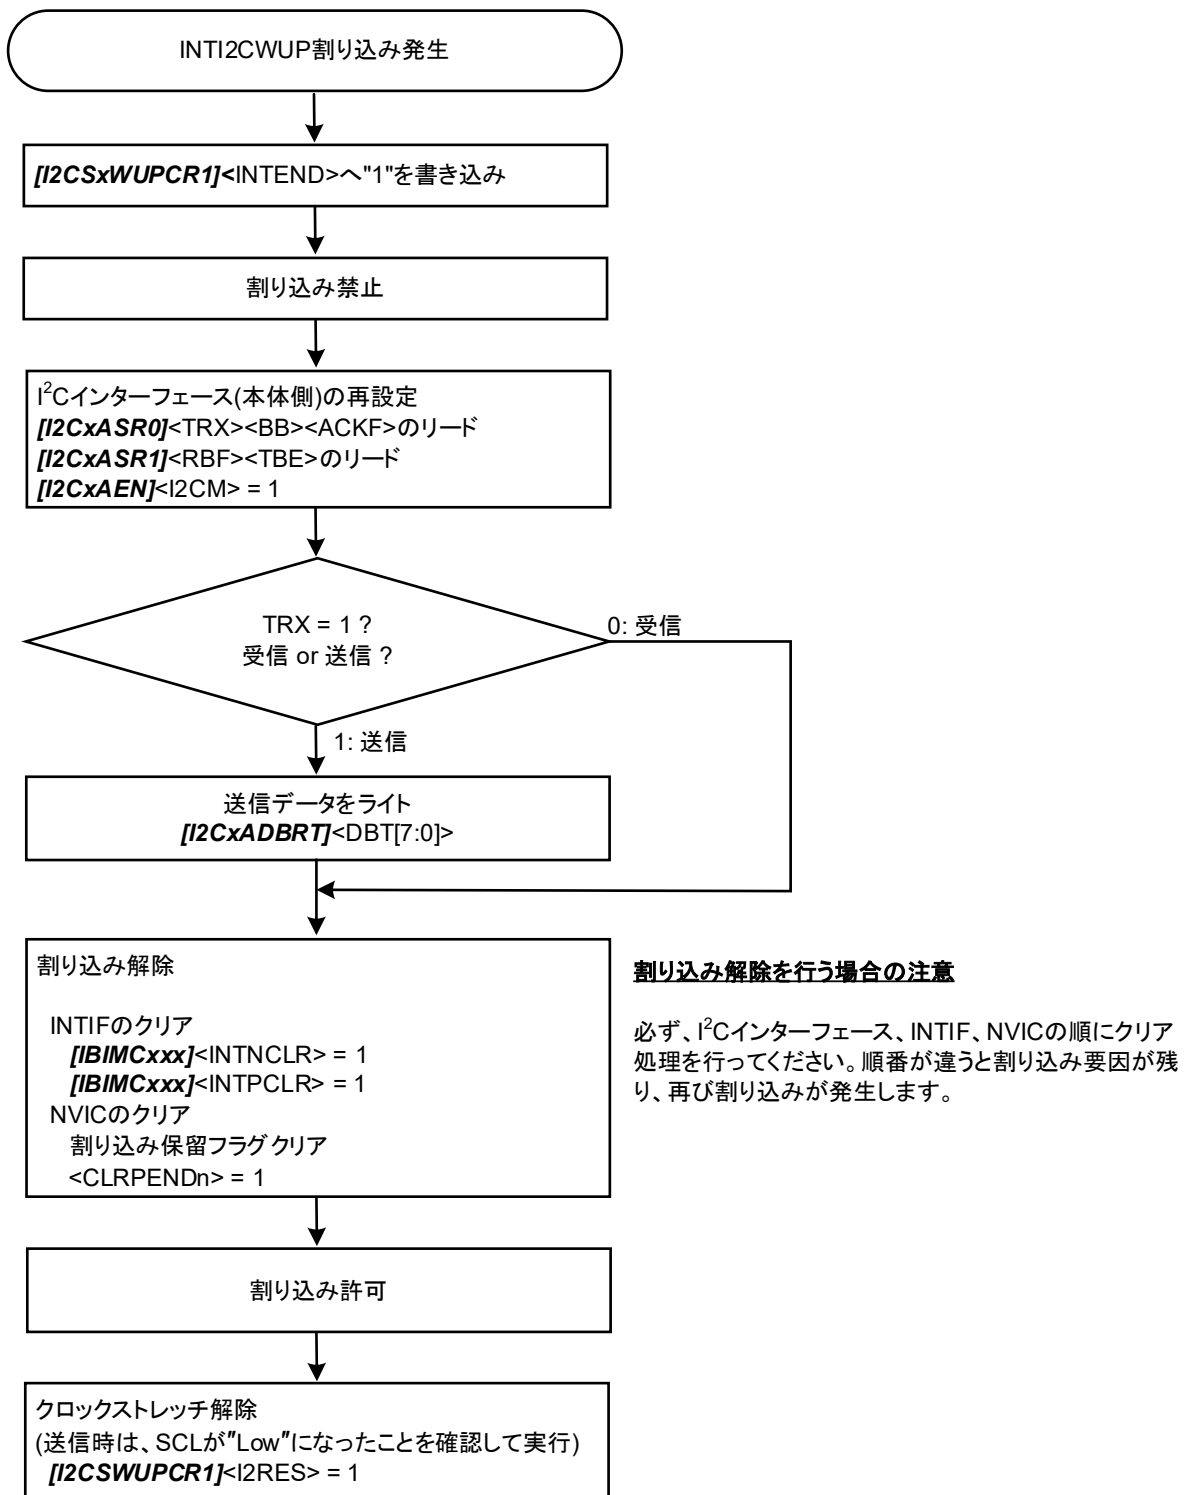 INTI2CWUP割り込み発生
[I2CSxWUPCR1]<INTEND>へ"1"を書き込み
割り込み禁止
I²Cインターフェース(本体側)の再設定
[I2CxASR0]<TRX><BB><ACKF>のリード
[I2CxASR1]<RBF><TBE>のリード
[I2CxAEN]<I2CM> = 1
TRX = 1 ?
受信 or 送信 ?
0: 受信
1: 送信
送信データをライト
[I2CxADBRT]<DBT[7:0]>
割り込み解除
INTIFのクリア
[IBIMCxxx]<INTNCLR> = 1
[IBIMCxxx]<INTPCLR> = 1
NVICのクリア
割り込み保留フラグクリア
<CLRPENDn> = 1
割り込み解除を行う場合の注意
必ず、I²Cインターフェース、INTIF、NVICの順にクリア
処理を行ってください。順番が違うと割り込み要因が残
り、再び割り込みが発生します。
割り込み許可
クロックストレッチ解除
(送信時は、SCLが"Low"になったことを確認して実行)
[I2CSWUPCR1]<I2RES> = 1